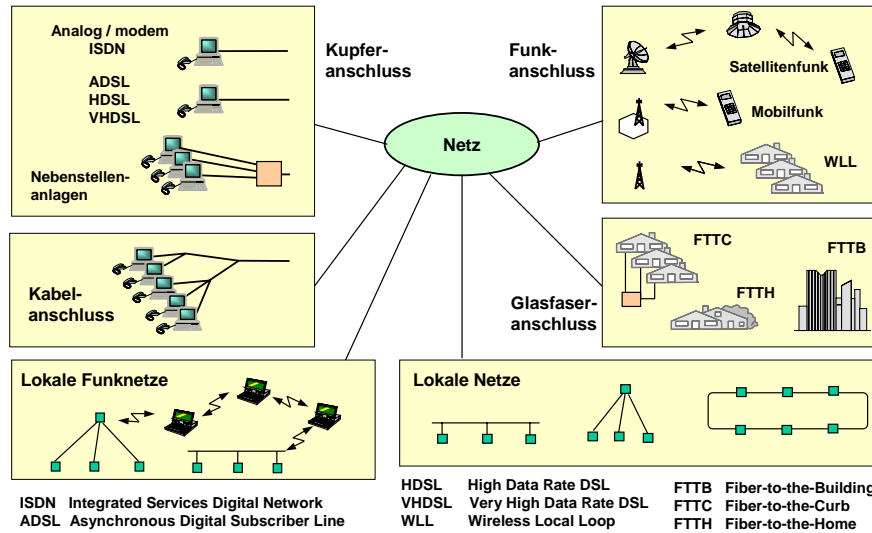 Analog / modem
ISDN
ADSL
HDSL
VHDSL
Nebenstellen-
anlagen
Kupfer-
anschluss
Funk-
anschluss
Satellitenfunk
Mobilfunk
WLL
Netz
Kabel-
anschluss
Glasfaser-
anschluss
FTTC
FTTB
FTTH
Lokale Funknetze
Lokale Netze
ISDN Integrated Services Digital Network
ADSL Asynchronous Digital Subscriber Line
HDSL High Data Rate DSL
VHDSL Very High Data Rate DSL
WLL Wireless Local Loop
FTTB Fiber-to-the-Building
FTTC Fiber-to-the-Curb
FTTH Fiber-to-the-Home